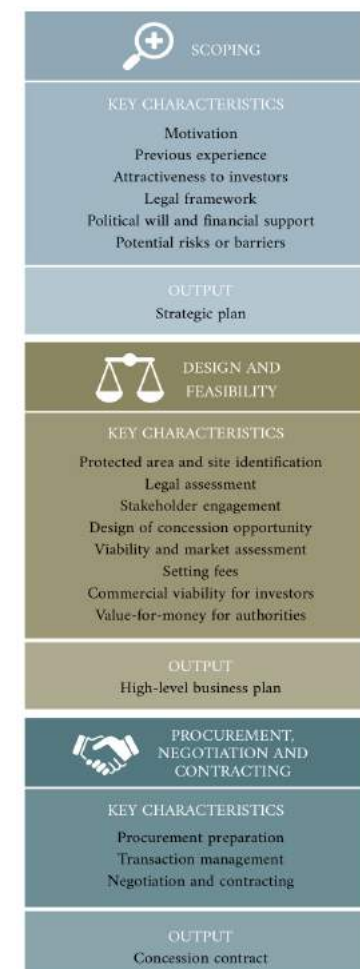 SCOPING
KEY CHARACTERISTICS
Motivation
Previous experience
Attractiveness to investors
Legal framework
Political will and financial support
Potential risks or barriers
OUTPUT
Strategic plan
DESIGN AND
FEASIBILITY
KEY CHARACTERISTICS
Protected area and site identification
Legal assessment
Stakeholder engagement
Design of concession opportunity
Viability and market assessment
Setting fees
Commercial viability for investors
Value-for-money for authorities
OUTPUT
High-level business plan
PROCUREMENT,
NEGOTIATION AND
CONTRACTING
KEY CHARACTERISTICS
Procurement preparation
Transaction management
Negotiation and contracting
OUTPUT
Concession contract